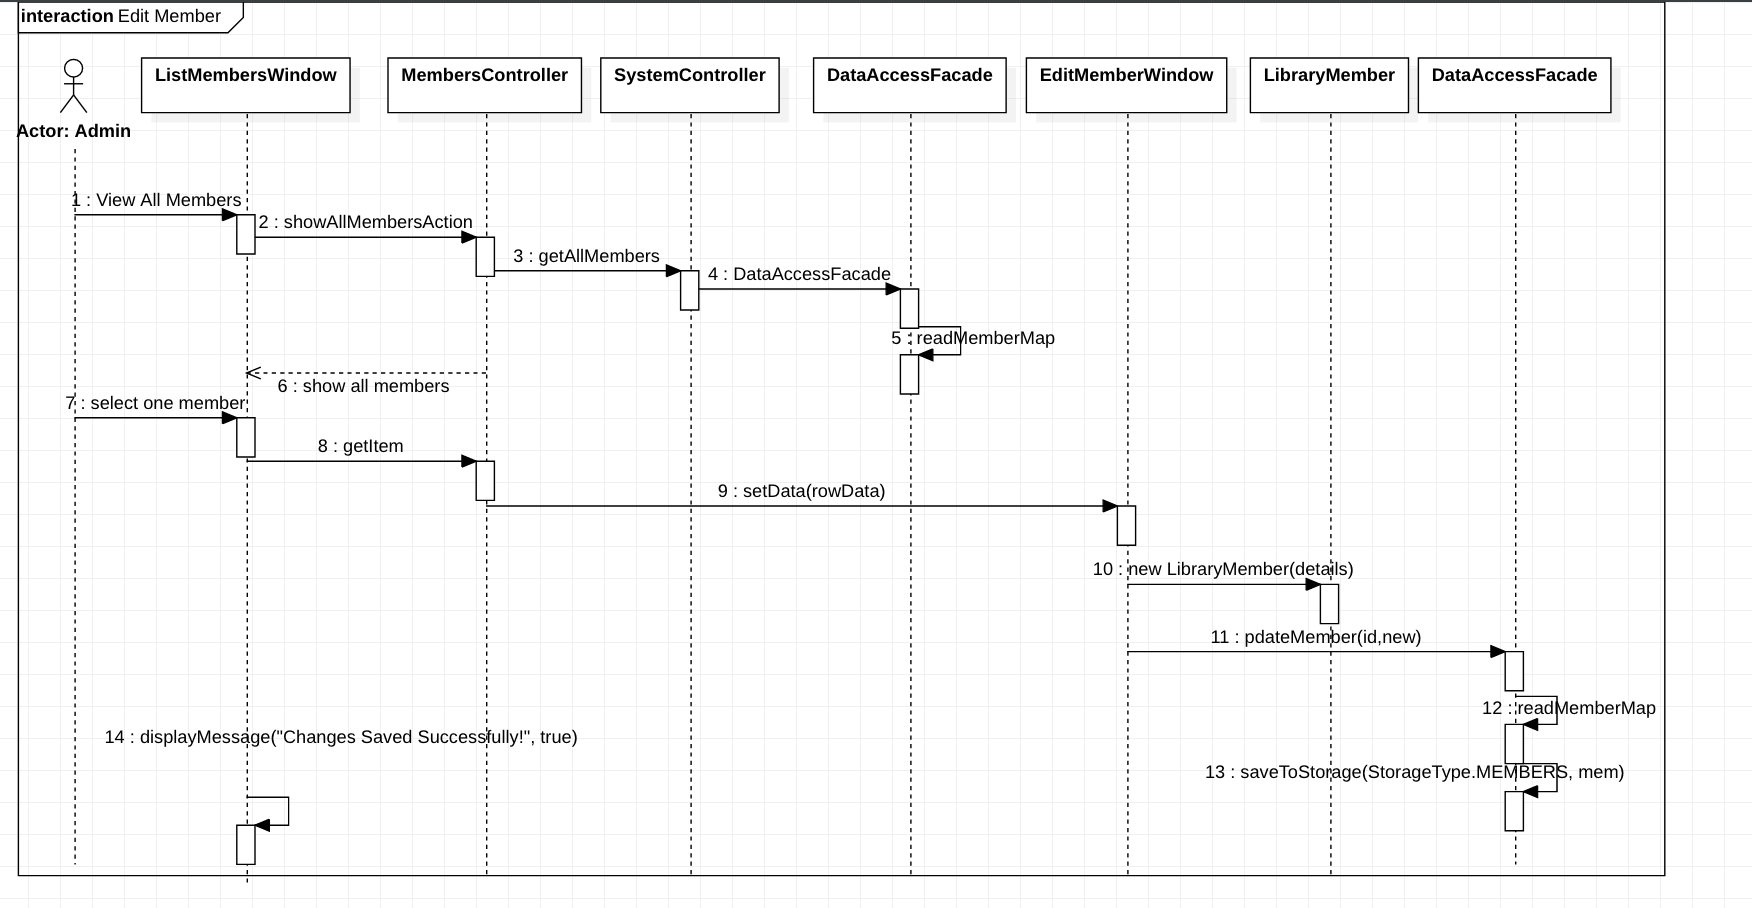 interaction Edit Member
ListMembersWindow
MembersController
SystemController
DataAccessFacade
EditMemberWindow
LibraryMember
DataAccessFacade
Actor: Admin
1 : View All Members
2 : showAllMembersAction
3 : getAllMembers
4 : DataAccessFacade
5 : readMemberMap
6 : show all members
7 : select one member
8 : getItem
9 : setData(rowData)
10 : new LibraryMember(details)
11 : pdateMember(id,new)
12 : readMemberMap
14 : displayMessage("Changes Saved Successfully!", true)
13 : saveToStorage(StorageType.MEMBERS, mem)